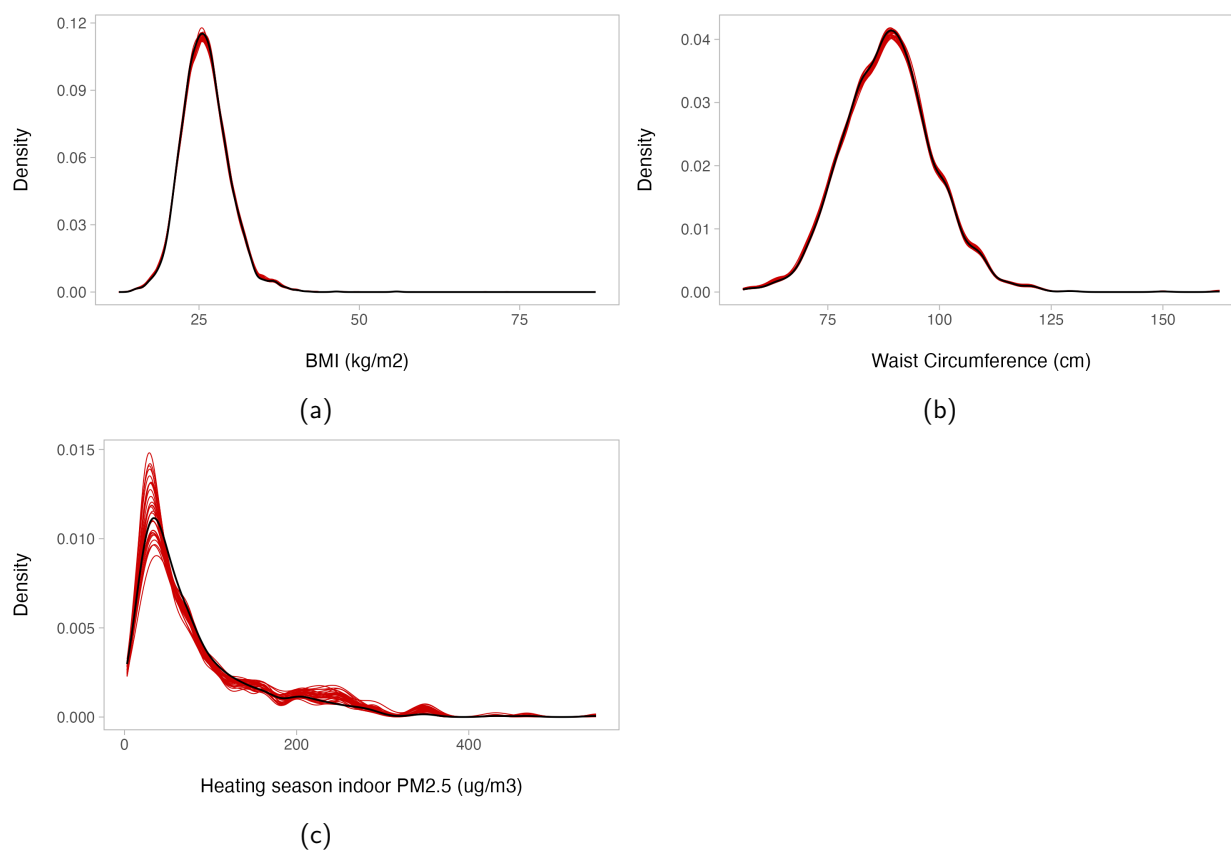 0.12
0.09
0.06
0.03
0.00
Density
25 50 75
BMI (kg/m2)
(a)
0.04
0.03
0.02
0.01
0.00
Density
75 100 125 150
Waist Circumference (cm)
(b)
0.015
0.010
0.005
0.000
Density
0 200 400
Heating season indoor PM2.5 (ug/m3)
(c)